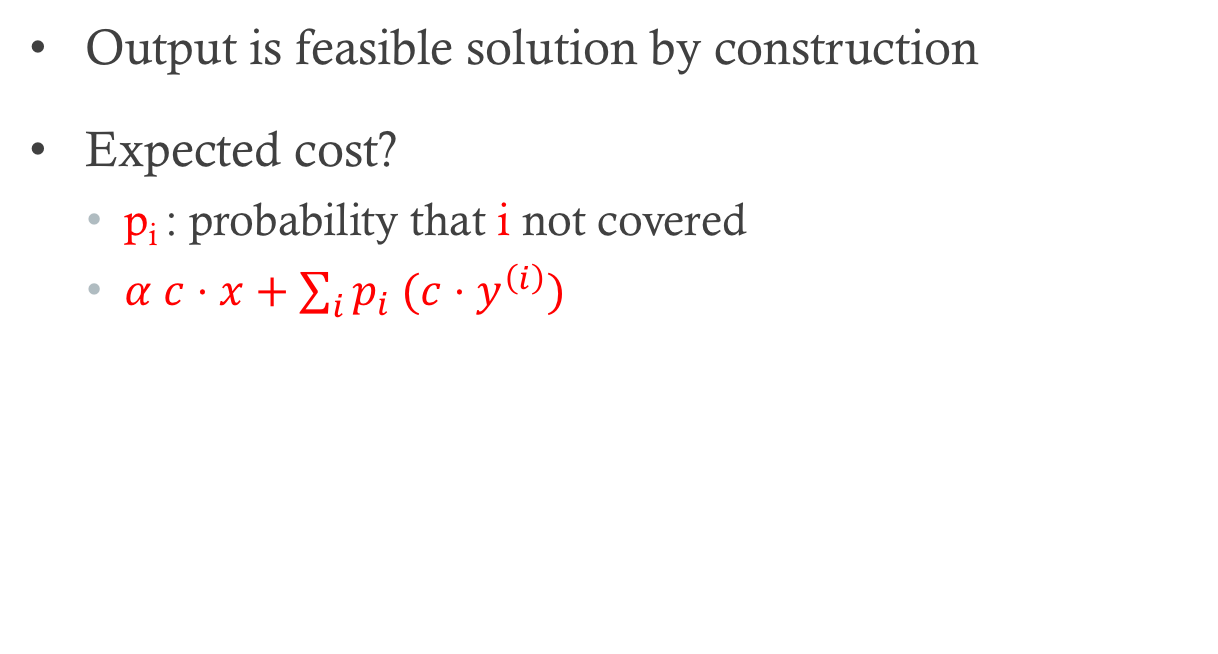 • Output is feasible solution by construction
• Expected cost?
• pᵢ : probability that i not covered
• α c · x + ∑ᵢ pᵢ (c · y⁽ⁱ⁾)